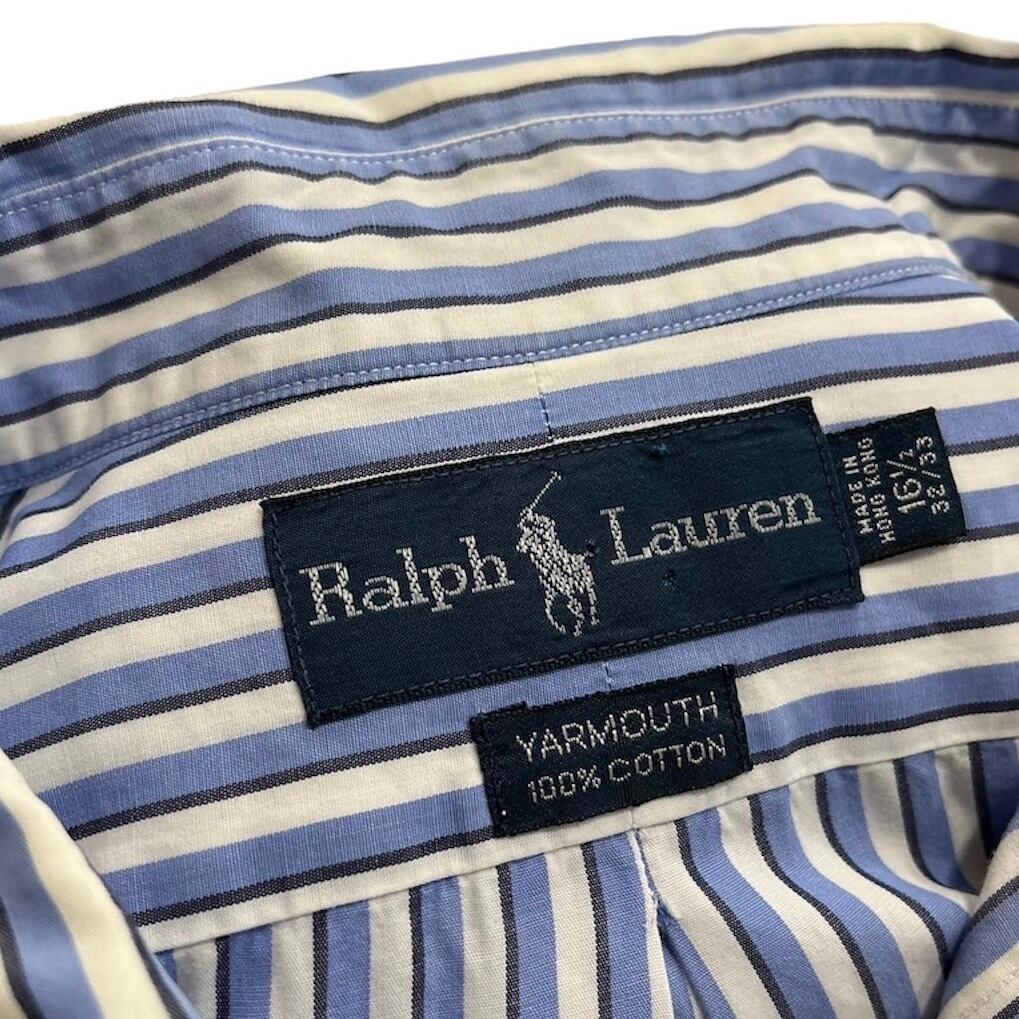 Ralph Lauren
MADE IN
HONG KONG
16½
32/33
YARMOUTH
100% COTTON